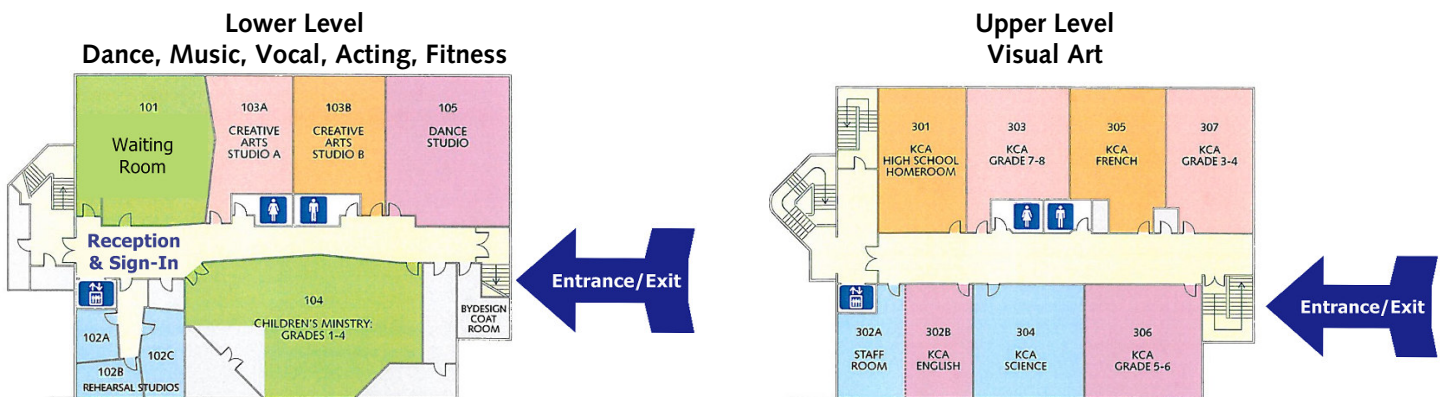 Lower Level
Dance, Music, Vocal, Acting, Fitness
101
Waiting
Room
103A
CREATIVE
ARTS
STUDIO A
103B
CREATIVE
ARTS
STUDIO B
105
DANCE
STUDIO
Reception
& Sign-In
Entrance/Exit
104
CHILDREN'S MINSTRY:
GRADES 1-4
BYDESIGN
COAT
ROOM
102A
102C
102B
REHEARSAL STUDIOS
Upper Level
Visual Art
301
KCA
HIGH SCHOOL
HOMEROOM
303
KCA
GRADE 7-8
305
KCA
FRENCH
307
KCA
GRADE 3-4
Entrance/Exit
302A
STAFF
ROOM
302B
KCA
ENGLISH
304
KCA
SCIENCE
306
KCA
GRADE 5-6